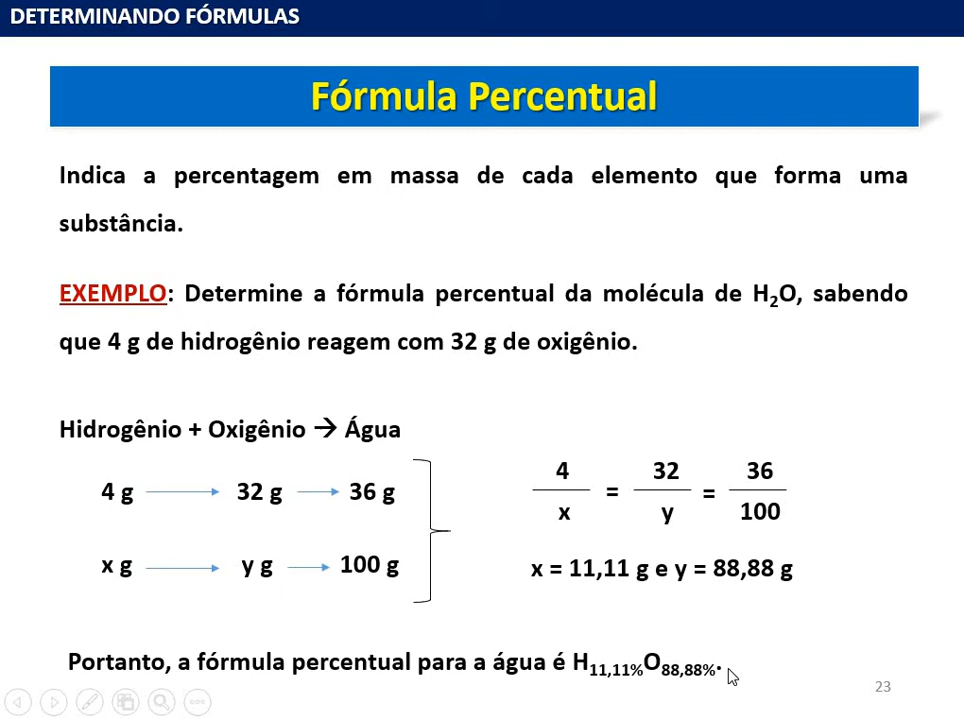 DETERMINANDO FÓRMULAS
Fórmula Percentual
Indica a percentagem em massa de cada elemento que forma uma
substância.
EXEMPLO: Determine a fórmula percentual da molécula de H₂O, sabendo
que 4 g de hidrogênio reagem com 32 g de oxigênio.
Hidrogênio + Oxigênio → Água
4 g → 32 g → 36 g
x g → y g → 100 g
4/x = 32/y = 36/100
x = 11,11 g e y = 88,88 g
Portanto, a fórmula percentual para a água é H11,11%O88,88%.
23